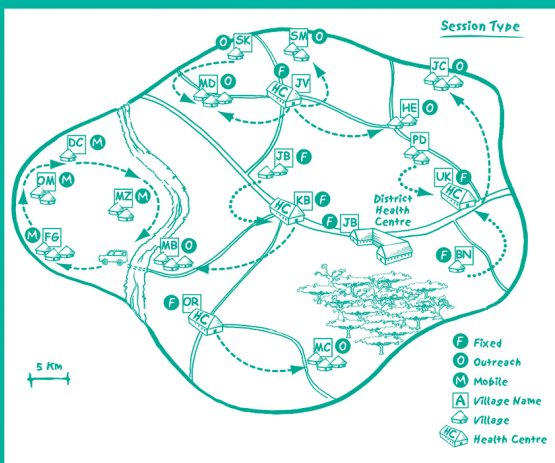 Session Type
O SK
SM O
F
HC JV
MD O
JC O
HE O
PD
DC M
DM M
MZ M
JB F
UK F
HC
KB F
HC
District
Health
Centre
F JB
M FG
MB O
F BN
F OR
HC
MC O
5 Km
F Fixed
O Outreach
M Mobile
A Village Name
Village
HC Health Centre